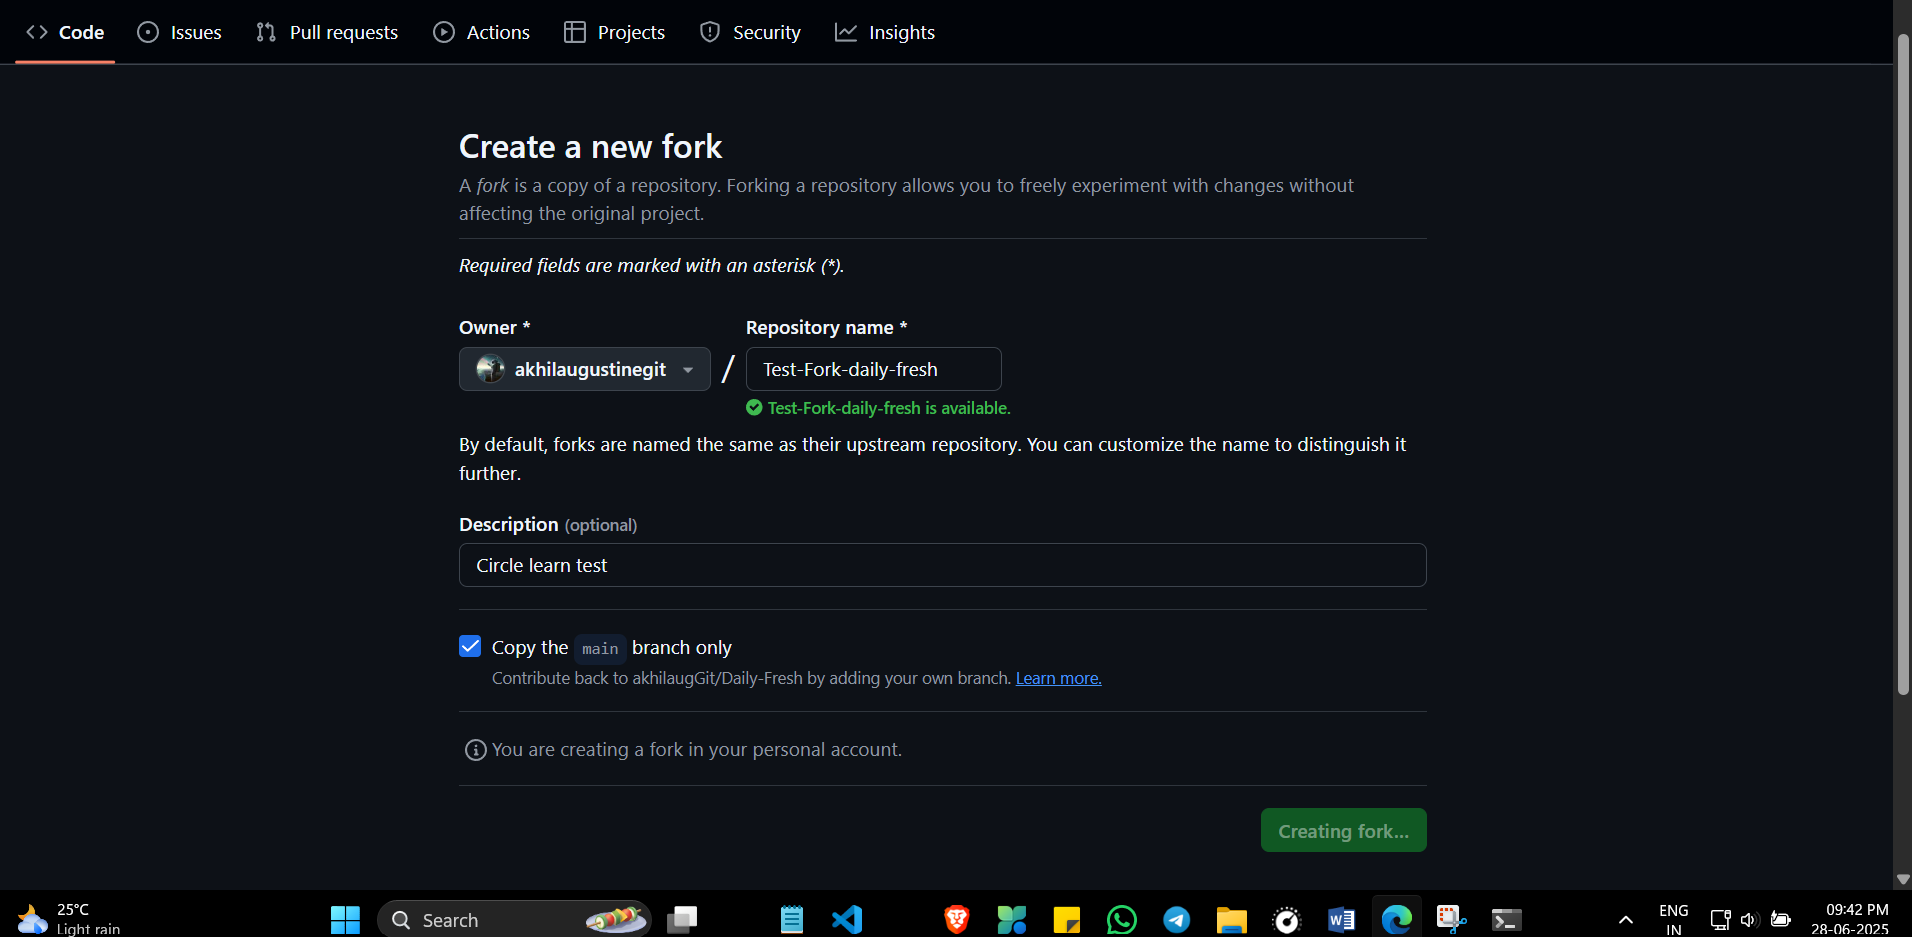 Code Issues Pull requests Actions Projects Security Insights
Create a new fork
A fork is a copy of a repository. Forking a repository allows you to freely experiment with changes without
affecting the original project.
Required fields are marked with an asterisk (*).
Owner * Repository name *
akhilaugustinegit / Test-Fork-daily-fresh
Test-Fork-daily-fresh is available.
By default, forks are named the same as their upstream repository. You can customize the name to distinguish it
further.
Description (optional)
Circle learn test
Copy the main branch only
Contribute back to akhilaugGit/Daily-Fresh by adding your own branch. Learn more.
You are creating a fork in your personal account.
Creating fork...
25°C
Light rain
Search
ENG
IN
09:42 PM
28-06-2025